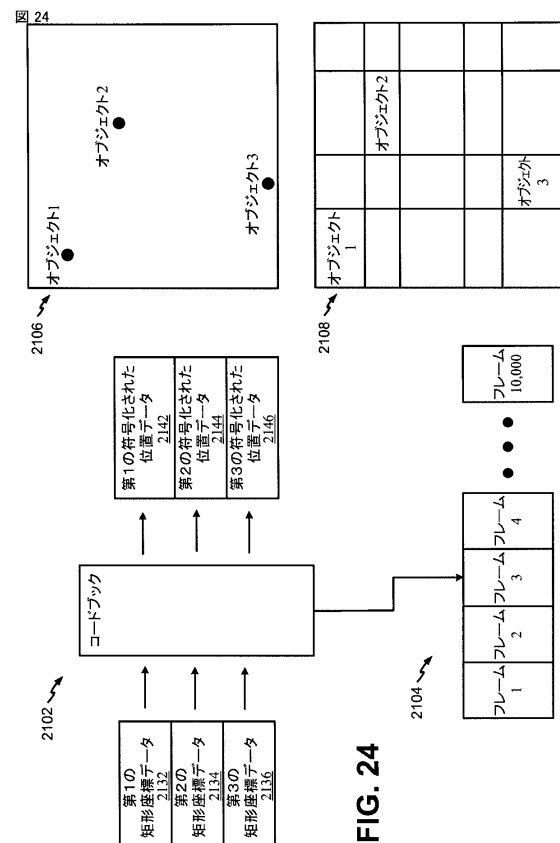 図 24
2102
第1の
矩形座標データ
2132
第2の
矩形座標データ
2134
第3の
矩形座標データ
2136
コードブック
第1の符号化された
位置データ
2142
第2の符号化された
位置データ
2144
第3の符号化された
位置データ
2146
2106
オブジェクト1
オブジェクト2
オブジェクト3
2104
フレーム
1
フレーム
2
フレーム
3
フレーム
4
フレーム
10,000
2108
オブジェクト
1
オブジェクト2
オブジェクト
3
FIG. 24